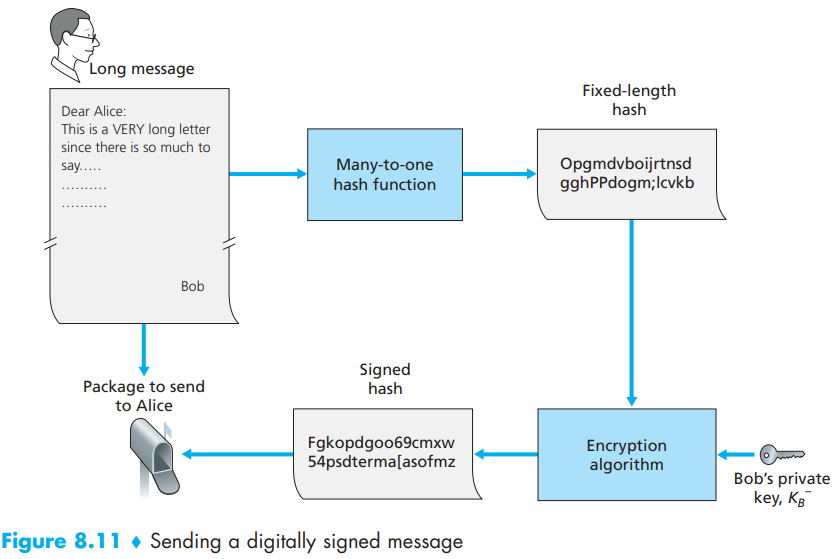 Long message
Dear Alice:
This is a VERY long letter
since there is so much to
say.....
..........
..........
Bob
Many-to-one
hash function
Fixed-length
hash
Opgmdvboijrtnsd
gghPPdogm;lcvkb
Package to send
to Alice
Signed
hash
Fgkopdgoo69cmxw
54psdterma[asofmz
Encryption
algorithm
Bob's private
key, K_B^–
Figure 8.11 ♦ Sending a digitally signed message